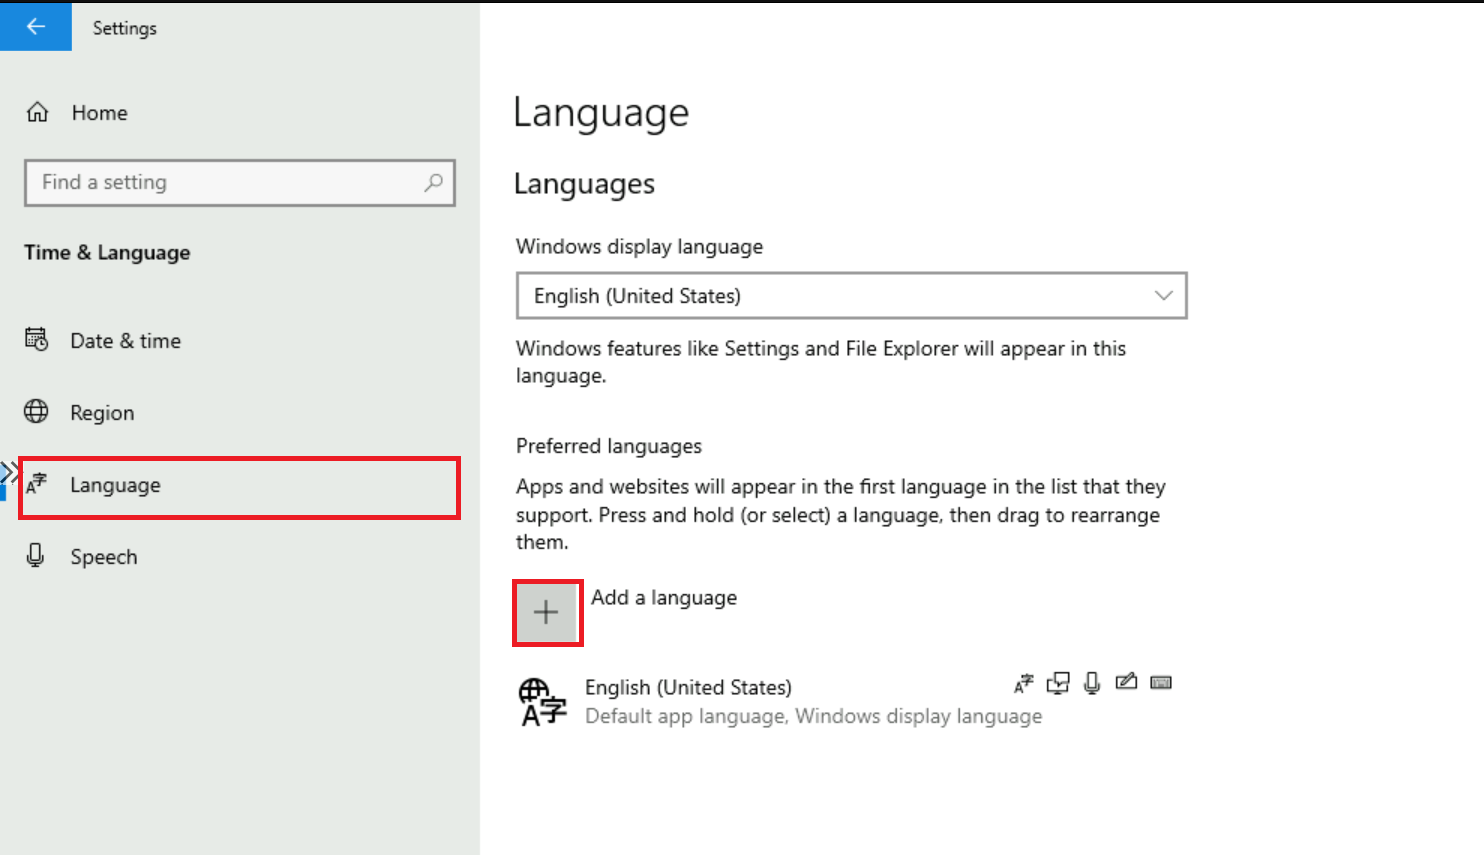 Settings
Home
Find a setting
Time & Language
Date & time
Region
Language
Speech
Language
Languages
Windows display language
English (United States)
Windows features like Settings and File Explorer will appear in this
language.
Preferred languages
Apps and websites will appear in the first language in the list that they
support. Press and hold (or select) a language, then drag to rearrange
them.
Add a language
English (United States)
Default app language, Windows display language